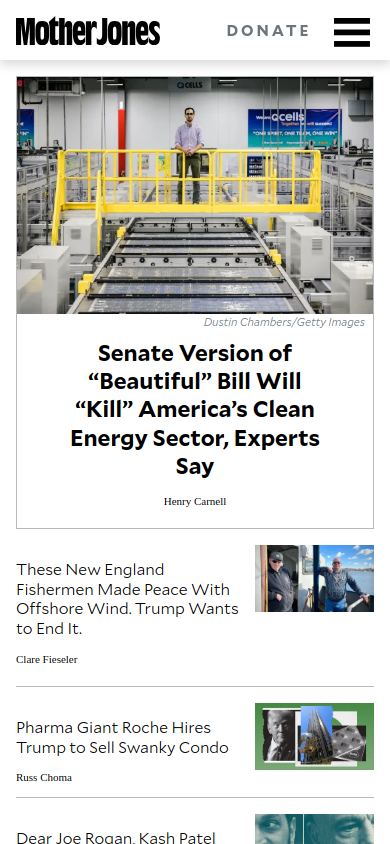 Mother Jones
DONATE
QCELLS
Qcells
"ONE SPIRIT, ONE TEAM, ONE WIN"
Dustin Chambers/Getty Images
Senate Version of
“Beautiful” Bill Will
“Kill” America’s Clean
Energy Sector, Experts
Say
Henry Carnell
These New England
Fishermen Made Peace With
Offshore Wind. Trump Wants
to End It.
Clare Fieseler
Pharma Giant Roche Hires
Trump to Sell Swanky Condo
Russ Choma
Dear Joe Rogan, Kash Patel